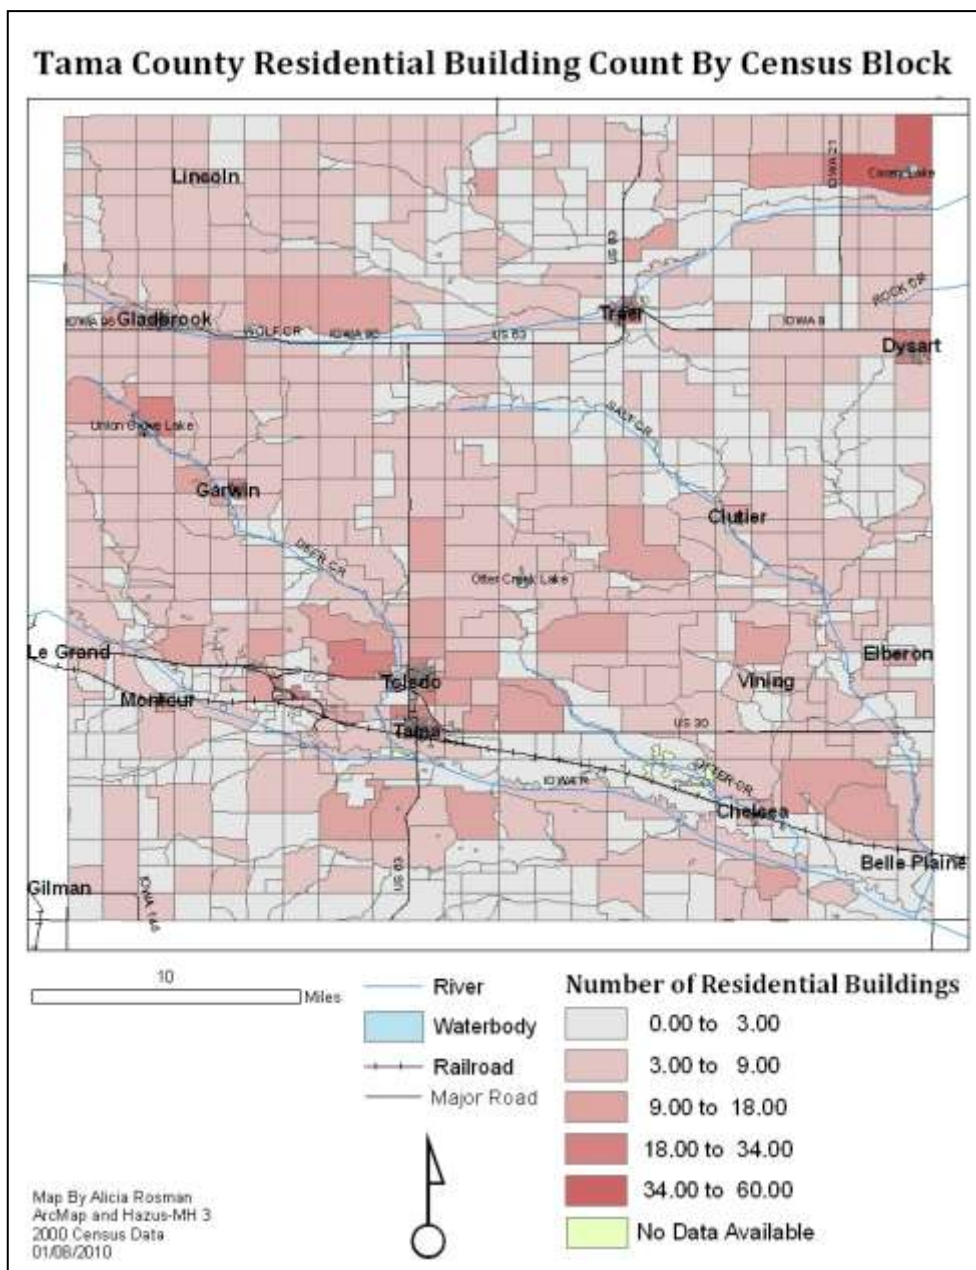 Tama County Residential Building Count By Census Block
Lincoln
IOWA 21
Casey Lake
US 63
ROCK CR
Traer
IOWA 96
Gladbrook
WOLF CR
IOWA 96
US 63
IOWA 8
Dysart
Union Grove Lake
SALT CR
Garwin
Clutier
DEER CR
Otter Creek Lake
Le Grand
Toledo
Elberon
Montour
Vining
Tama
US 30
IOWA R
OTTER CR
Chelsea
Belle Plaine
Gilman
IOWA 146
US 63
10
Miles
River
Waterbody
Railroad
Major Road
Number of Residential Buildings
0.00 to 3.00
3.00 to 9.00
9.00 to 18.00
18.00 to 34.00
34.00 to 60.00
No Data Available
Map By Alicia Rosman
ArcMap and Hazus-MH 3
2000 Census Data
01/08/2010